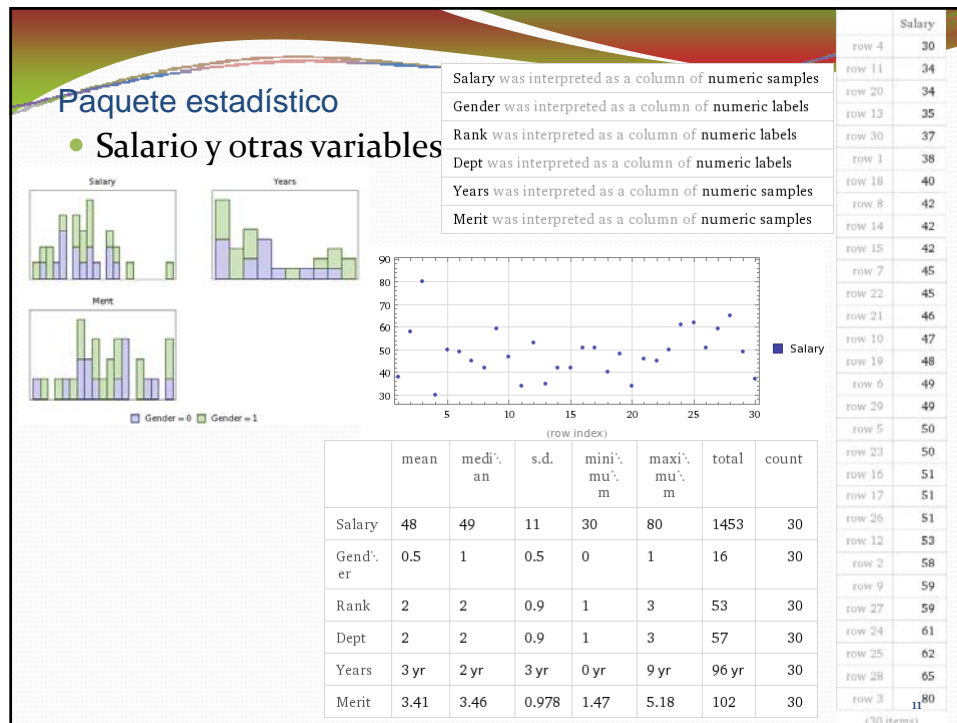 Paquete estadístico
• Salario y otras variables
Salary was interpreted as a column of numeric samples
Gender was interpreted as a column of numeric labels
Rank was interpreted as a column of numeric labels
Dept was interpreted as a column of numeric labels
Years was interpreted as a column of numeric samples
Merit was interpreted as a column of numeric samples
Salary
Years
Merit
Gender = 0 Gender = 1
90
80
70
60
50
40
30
5 10 15 20 25 30
(row index)
Salary
mean medi⋱an s.d. mini⋱mu⋱m maxi⋱mu⋱m total count
Salary 48 49 11 30 80 1453 30
Gend⋱er 0.5 1 0.5 0 1 16 30
Rank 2 2 0.9 1 3 53 30
Dept 2 2 0.9 1 3 57 30
Years 3 yr 2 yr 3 yr 0 yr 9 yr 96 yr 30
Merit 3.41 3.46 0.978 1.47 5.18 102 30
Salary
row 4 30
row 11 34
row 20 34
row 13 35
row 30 37
row 1 38
row 18 40
row 8 42
row 14 42
row 15 42
row 7 45
row 22 45
row 21 46
row 10 47
row 19 48
row 6 49
row 29 49
row 5 50
row 23 50
row 16 51
row 17 51
row 26 51
row 12 53
row 2 58
row 9 59
row 27 59
row 24 61
row 25 62
row 28 65
row 3 80
(30 items)
11